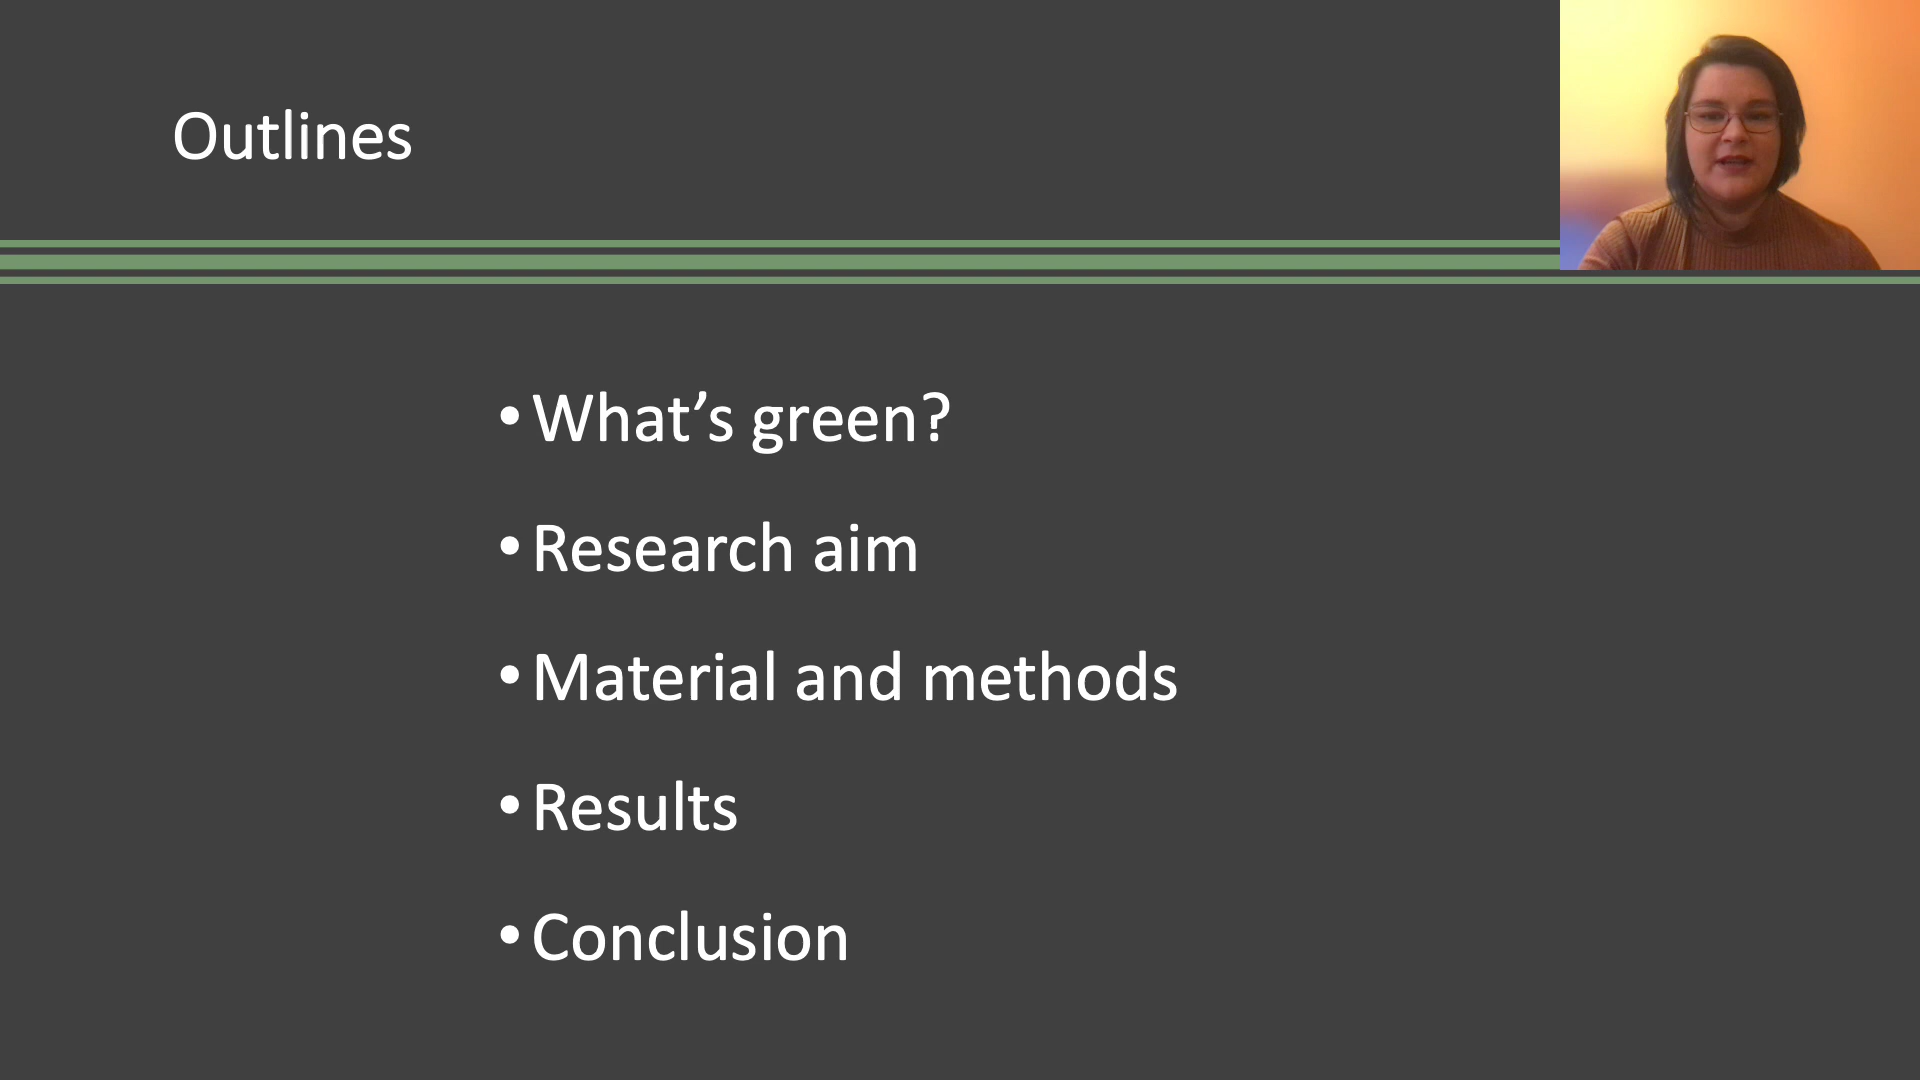 Outlines
• What’s green?
• Research aim
• Material and methods
• Results
• Conclusion